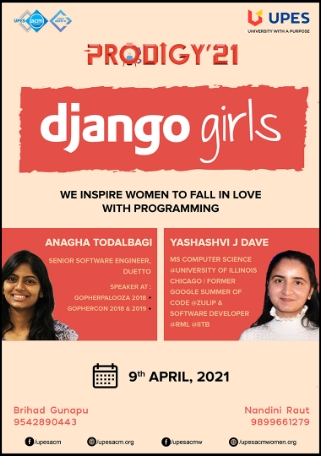 UPES ACM
UPES
UNIVERSITY WITH A PURPOSE
PRODIGY'21
django girls
WE INSPIRE WOMEN TO FALL IN LOVE
WITH PROGRAMMING
ANAGHA TODALBAGI
SENIOR SOFTWARE ENGINEER,
DUETTO
SPEAKER AT :
GOPHERPALOOZA 2018 •
GOPHERCON 2018 & 2019 •
YASHASHVI J DAVE
MS COMPUTER SCIENCE
@UNIVERSITY OF ILLINOIS
CHICAGO | FORMER
GOOGLE SUMMER OF
CODE @ZULIP &
SOFTWARE DEVELOPER
@RML @IITB
9th APRIL, 2021
Brihad Gunapu
9542890443
Nandini Raut
9899661279
/upesacm
/upesacm.org
/upesacmw
/upesacmwomen.org